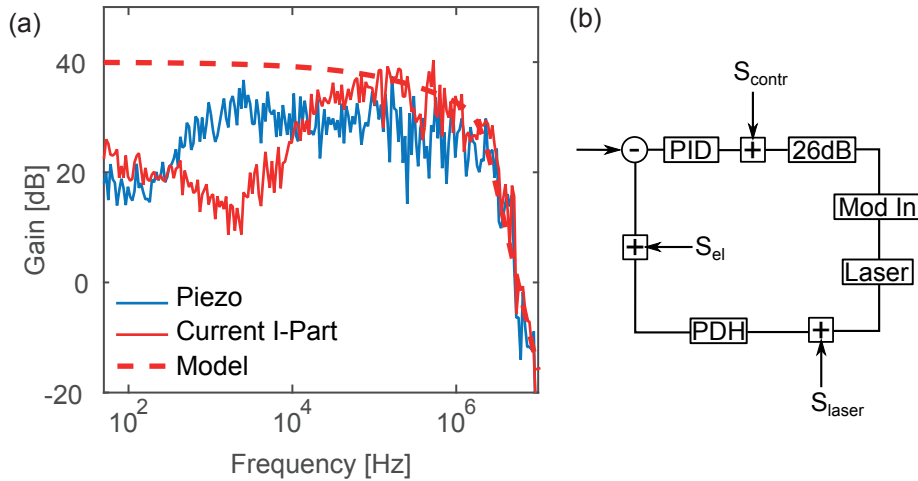 (a)
40
20
0
-20
Gain [dB]
Piezo
Current I-Part
Model
10^2
10^4
10^6
Frequency [Hz]
(b)
S_contr
-
PID
+
26dB
Mod In
+
S_el
Laser
PDH
+
S_laser